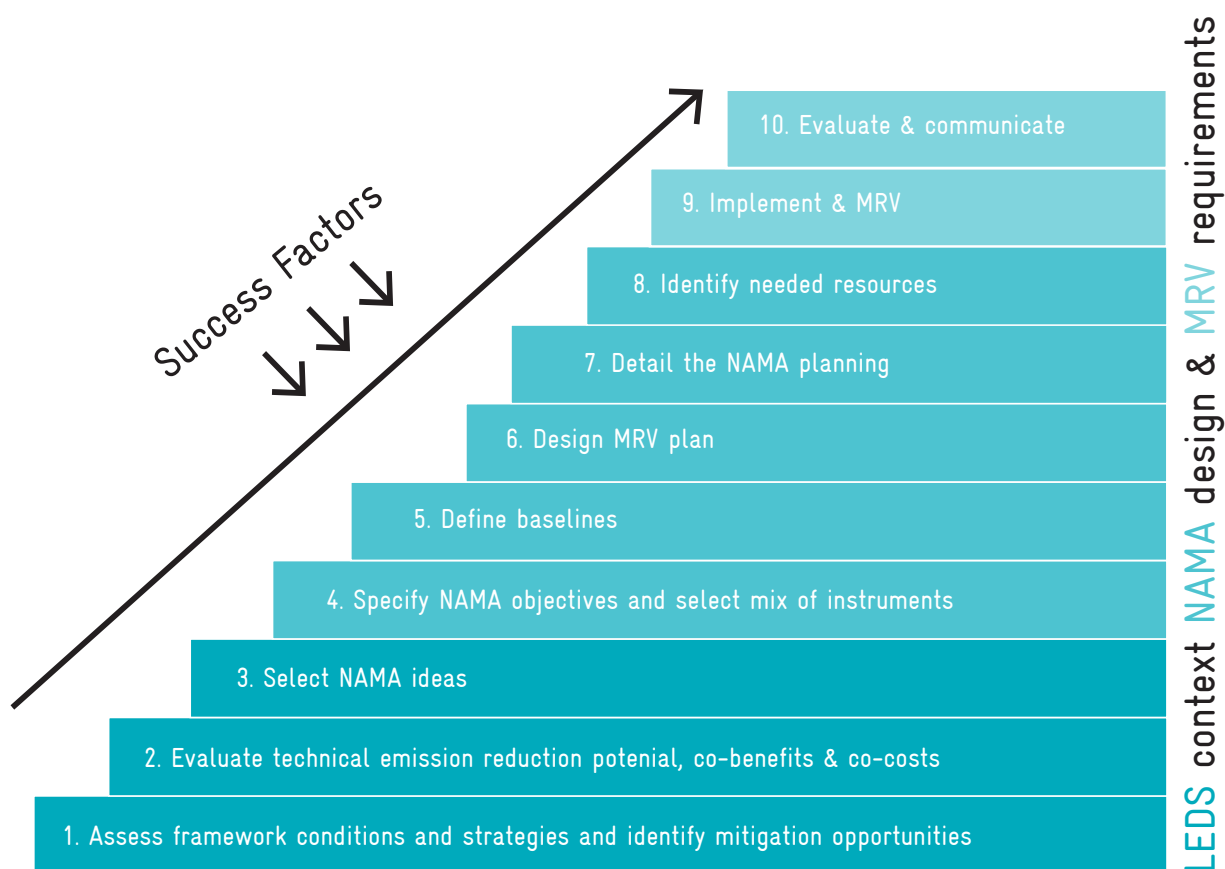 Success Factors
10. Evaluate & communicate
9. Implement & MRV
8. Identify needed resources
7. Detail the NAMA planning
6. Design MRV plan
5. Define baselines
4. Specify NAMA objectives and select mix of instruments
3. Select NAMA ideas
2. Evaluate technical emission reduction potenial, co-benefits & co-costs
1. Assess framework conditions and strategies and identify mitigation opportunities
LEDS context NAMA design & MRV requirements